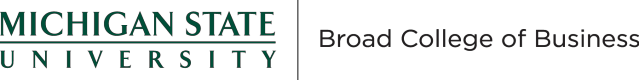 MICHIGAN STATE
UNIVERSITY
Broad College of Business